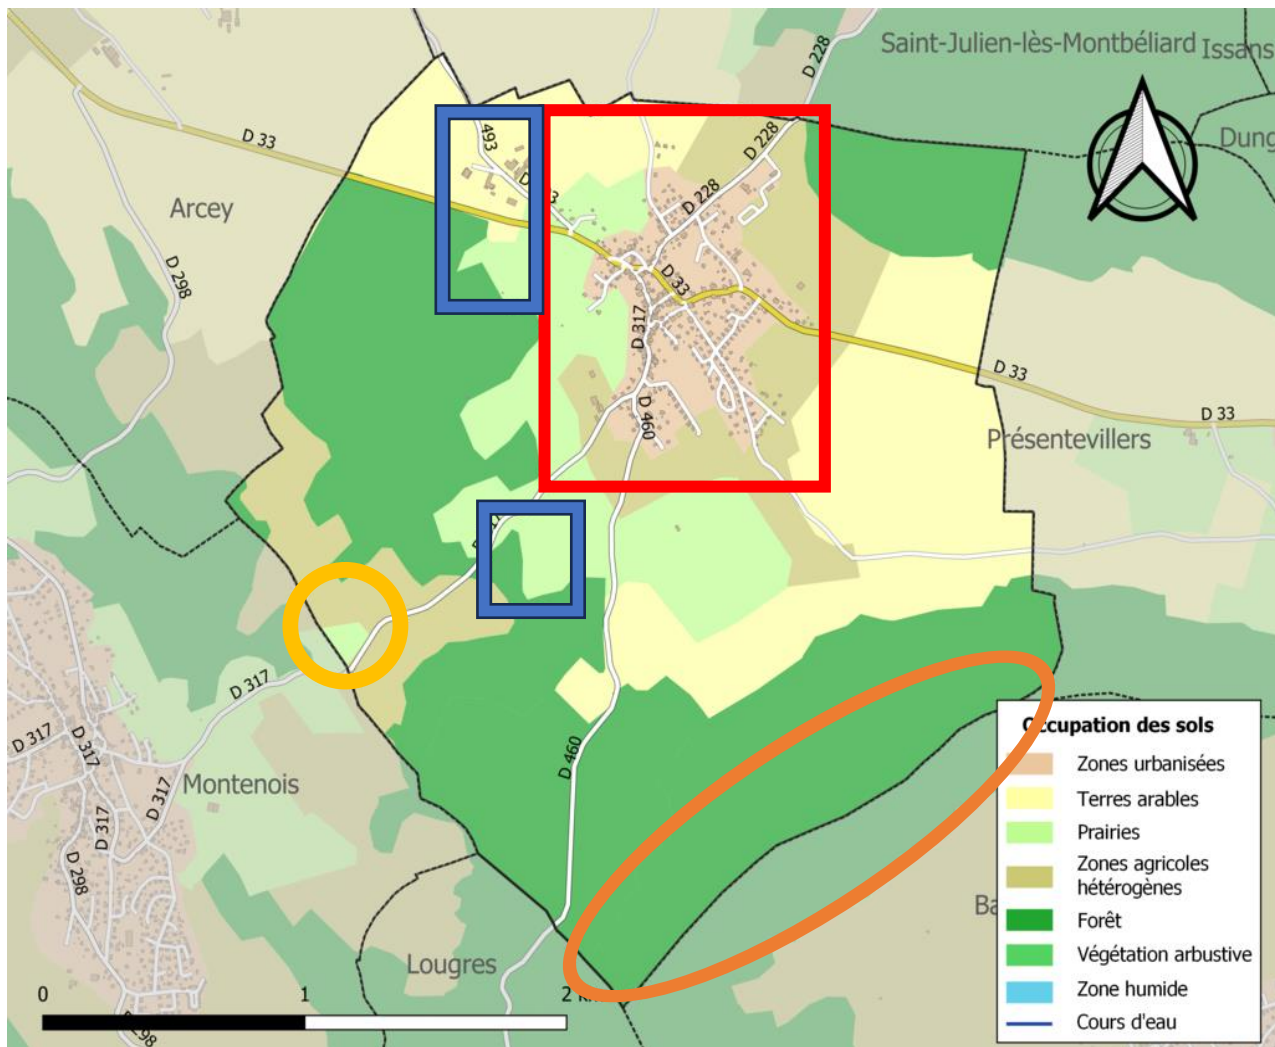 Saint-Julien-lès-Montbéliard
Issans
D 228
D 33
493
Dung
D 228
Arcey
D 228
D 298
D 33
D 317
D 33
D 33
D 460
Présentevillers
D 317
D 317
D 317
D 317
D 460
Montenois
D 317
D 317
D 298
Lougres
0
1
2
D 298
Occupation des sols
Zones urbanisées
Terres arables
Prairies
Zones agricoles
hétérogènes
Forêt
Végétation arbustive
Zone humide
Cours d'eau